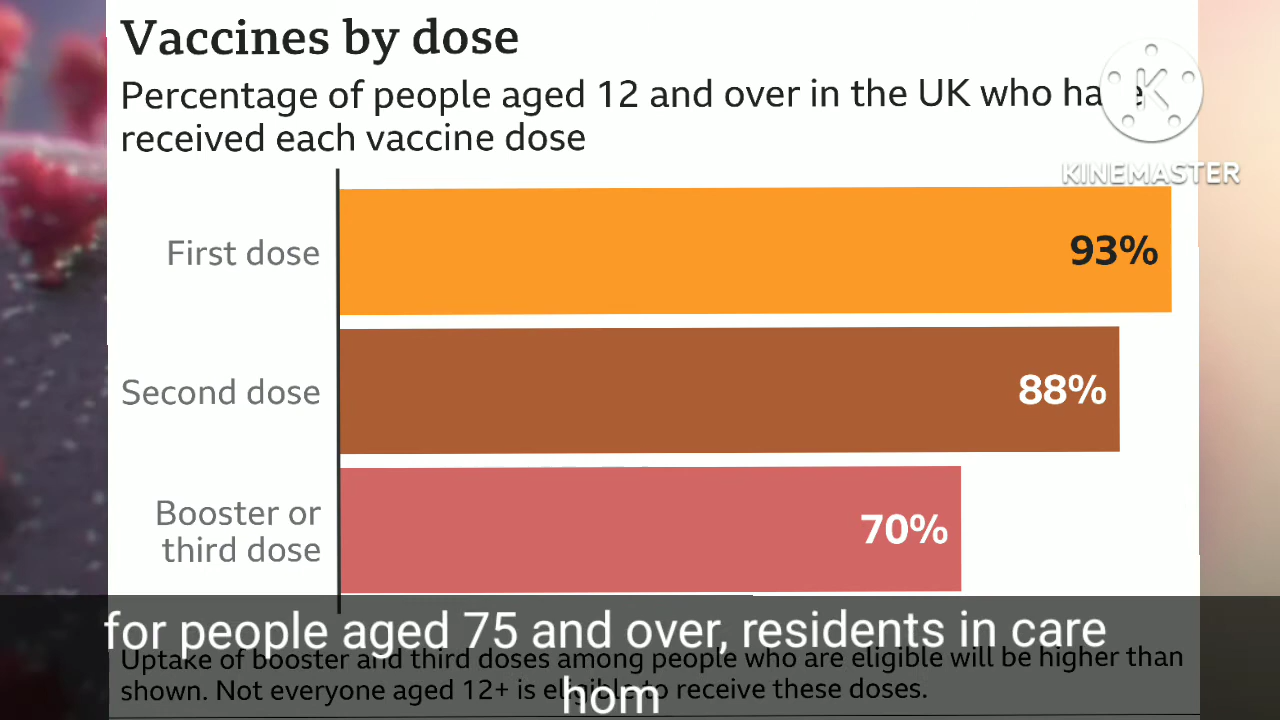 Vaccines by dose
Percentage of people aged 12 and over in the UK who have
received each vaccine dose
K
KINEMASTER
First dose
93%
Second dose
88%
Booster or
third dose
70%
for people aged 75 and over, residents in care
hom
Uptake of booster and third doses among people who are eligible will be higher than
shown. Not everyone aged 12+ is eligible to receive these doses.